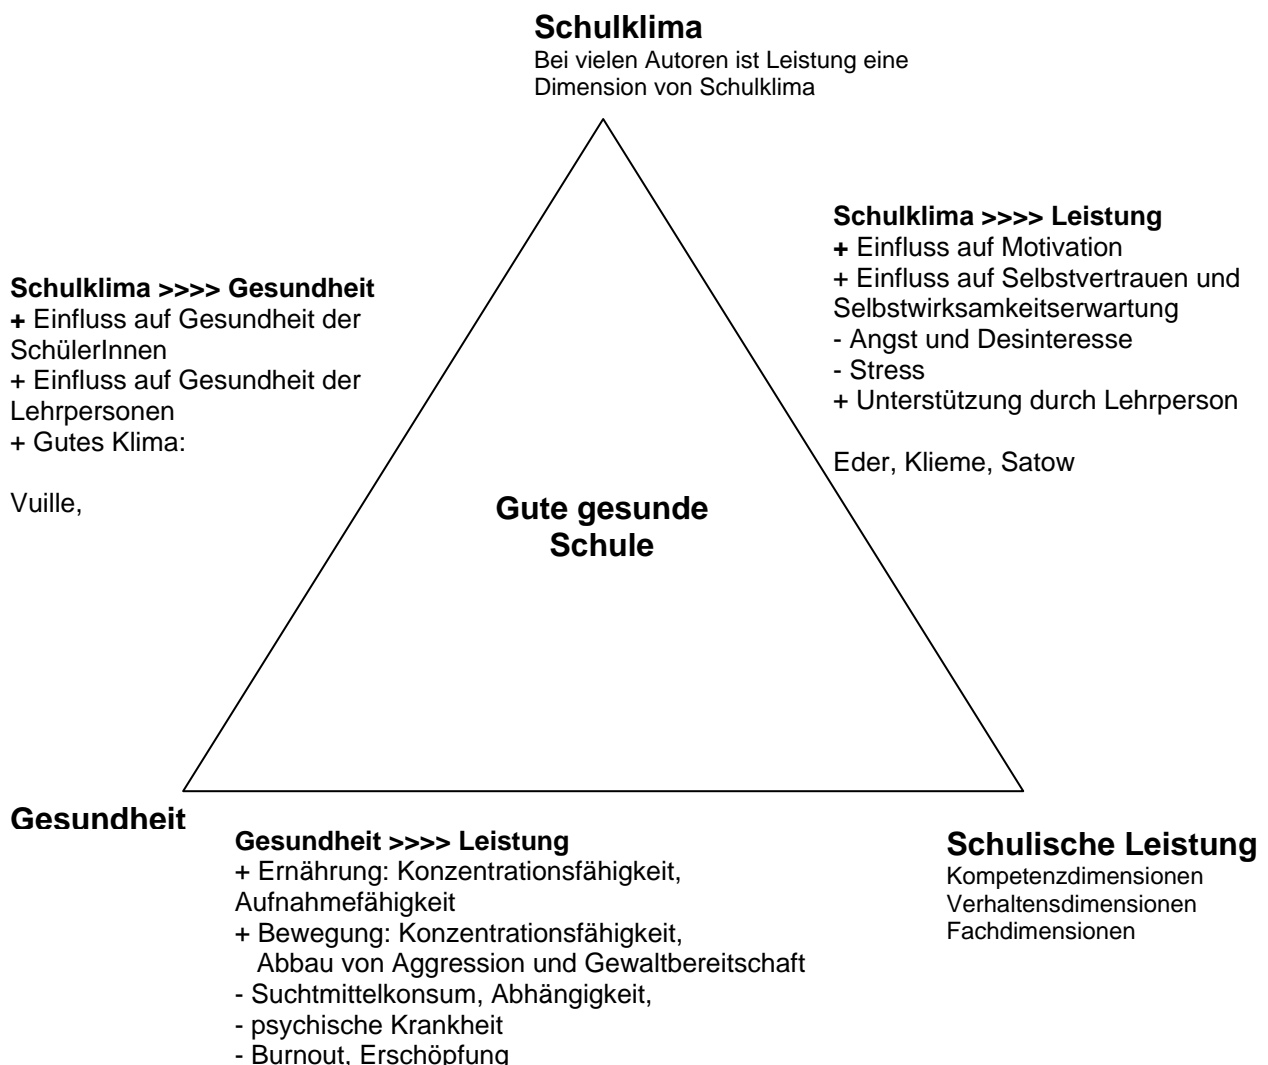 Schulklima
Bei vielen Autoren ist Leistung eine
Dimension von Schulklima
Schulklima >>>> Leistung
+ Einfluss auf Motivation
+ Einfluss auf Selbstvertrauen und
Selbstwirksamkeitserwartung
- Angst und Desinteresse
- Stress
+ Unterstützung durch Lehrperson
Eder, Klieme, Satow
Schulklima >>>> Gesundheit
+ Einfluss auf Gesundheit der
SchülerInnen
+ Einfluss auf Gesundheit der
Lehrpersonen
+ Gutes Klima:
Vuille,
Gute gesunde
Schule
Gesundheit
Gesundheit >>>> Leistung
+ Ernährung: Konzentrationsfähigkeit,
Aufnahmefähigkeit
+ Bewegung: Konzentrationsfähigkeit,
Abbau von Aggression und Gewaltbereitschaft
- Suchtmittelkonsum, Abhängigkeit,
- psychische Krankheit
- Burnout, Erschöpfung
Schulische Leistung
Kompetenzdimensionen
Verhaltensdimensionen
Fachdimensionen